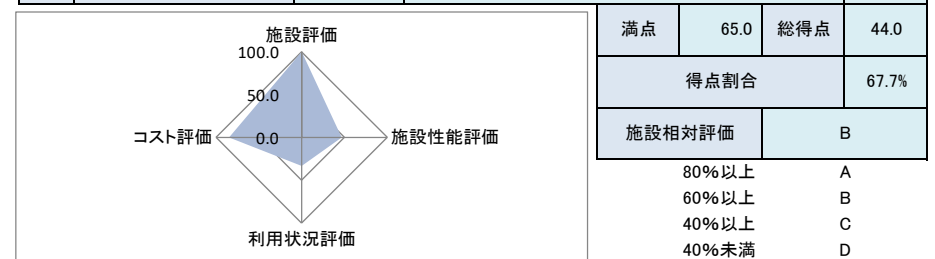 施設評価
100.0
50.0
0.0
コスト評価
施設性能評価
利用状況評価
満点 65.0 総得点 44.0
得点割合 67.7%
施設相対評価 B
80%以上 A
60%以上 B
40%以上 C
40%未満 D